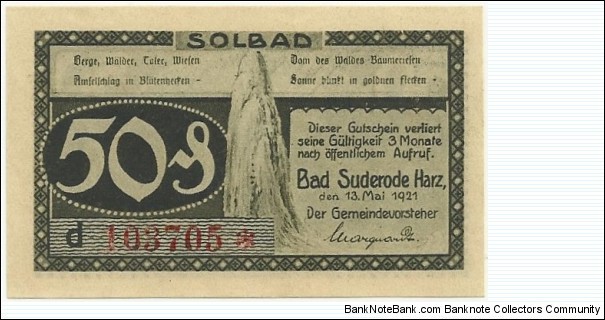 SOLBAD
Berge, Wälder, Täler, Wiesen
Amselschlag in Blütenhecken -
Dom des Waldes Baumeriesen
Sonne blinkt in goldnen Flecken -
50 ₰
Dieser Gutschein verliert
seine Gültigkeit 3 Monate
nach öffentlichem Aufruf.
Bad Suderode Harz,
den 13. Mai 1921
Der Gemeindevorsteher
d 103705 *
BankNoteBank.com Banknote Collectors Community